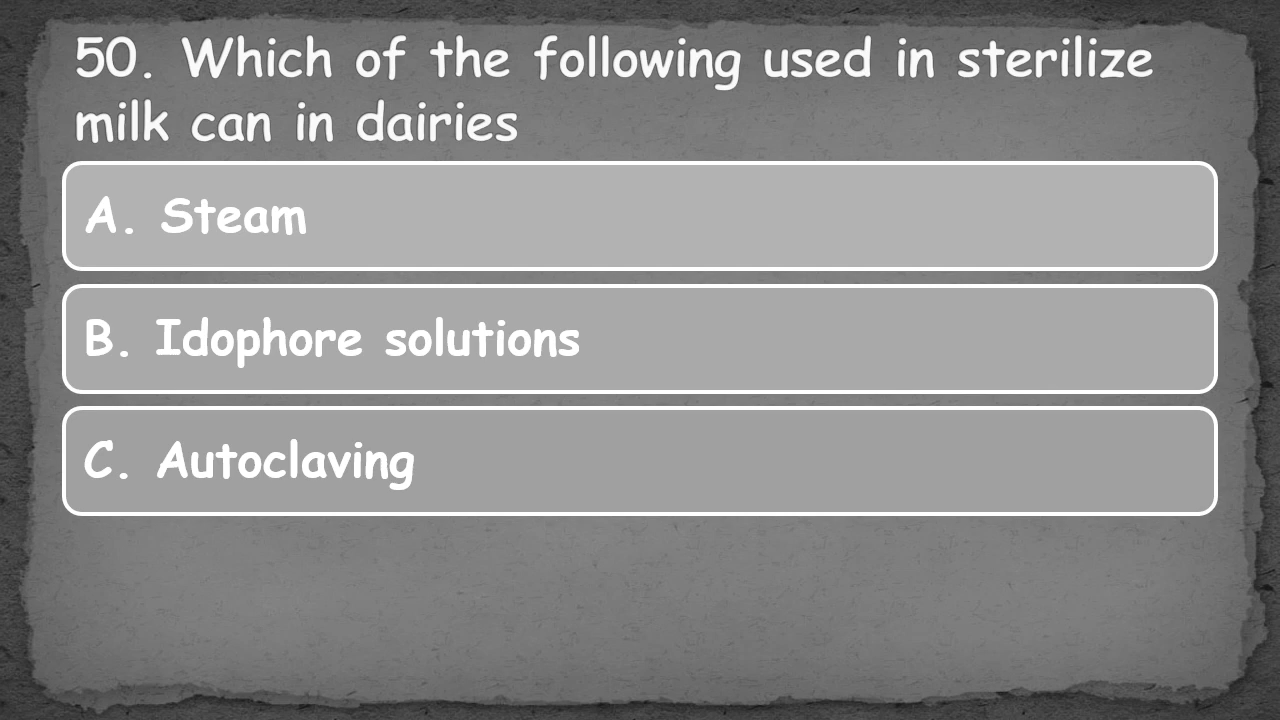 50. Which of the following used in sterilize
milk can in dairies
A. Steam
B. Idophore solutions
C. Autoclaving